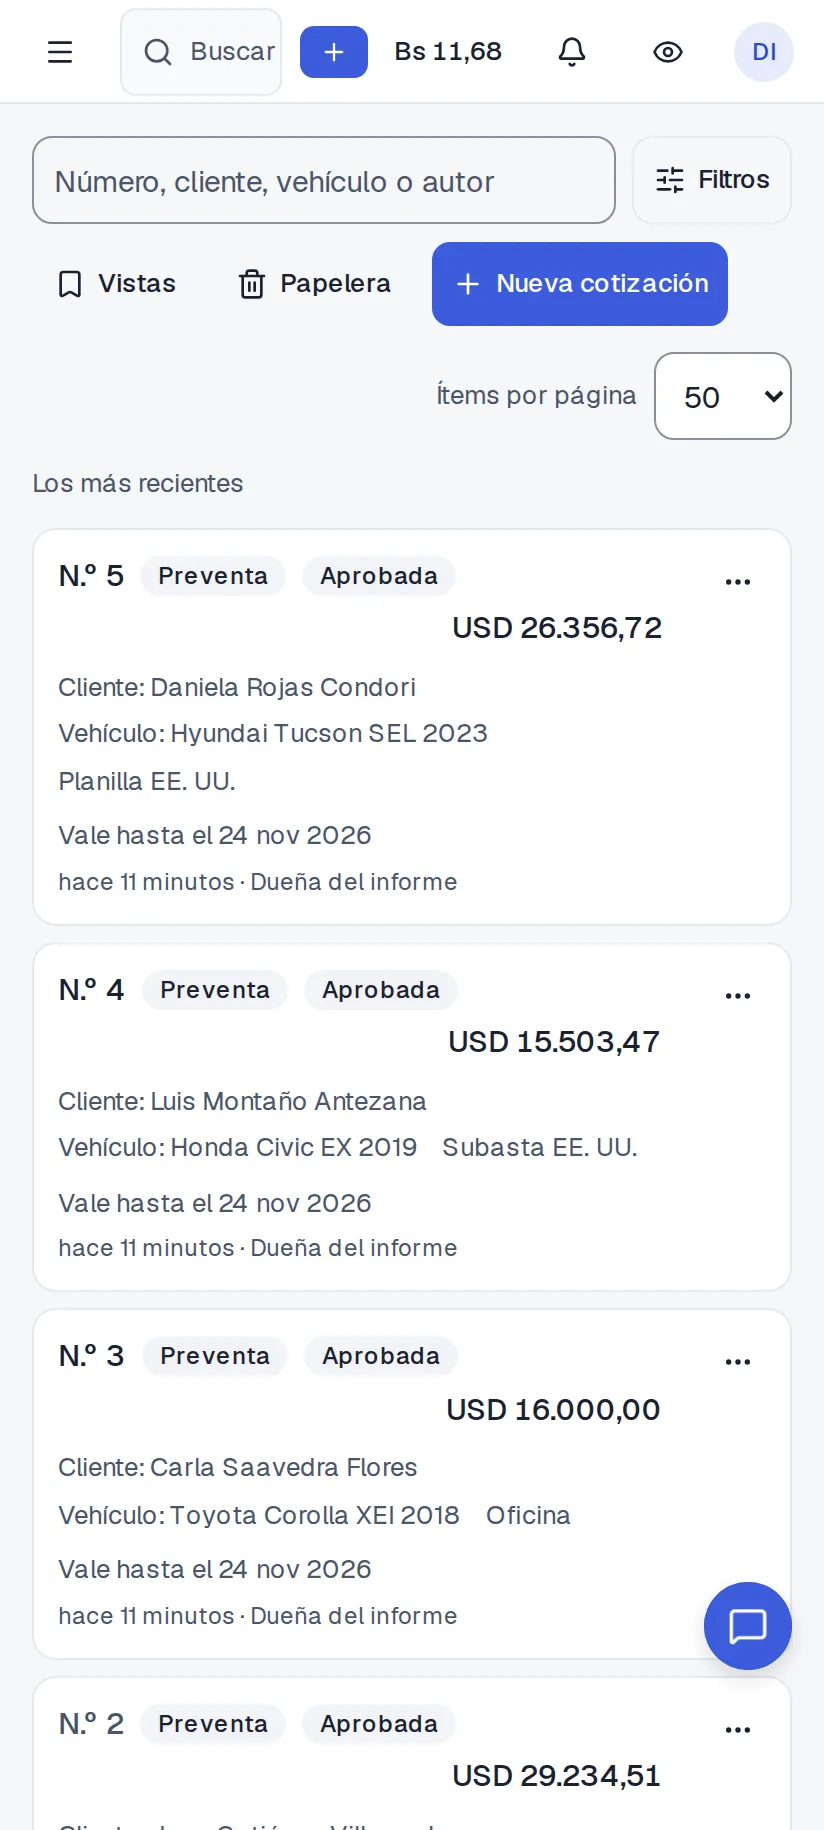 Buscar
Bs 11,68
DI
Número, cliente, vehículo o autor
Filtros
Vistas
Papelera
Nueva cotización
Ítems por página
50
Los más recientes
N.º 5 Preventa Aprobada
USD 26.356,72
Cliente: Daniela Rojas Condori
Vehículo: Hyundai Tucson SEL 2023
Planilla EE. UU.
Vale hasta el 24 nov 2026
hace 11 minutos · Dueña del informe
N.º 4 Preventa Aprobada
USD 15.503,47
Cliente: Luis Montaño Antezana
Vehículo: Honda Civic EX 2019 Subasta EE. UU.
Vale hasta el 24 nov 2026
hace 11 minutos · Dueña del informe
N.º 3 Preventa Aprobada
USD 16.000,00
Cliente: Carla Saavedra Flores
Vehículo: Toyota Corolla XEI 2018 Oficina
Vale hasta el 24 nov 2026
hace 11 minutos · Dueña del informe
N.º 2 Preventa Aprobada
USD 29.234,51